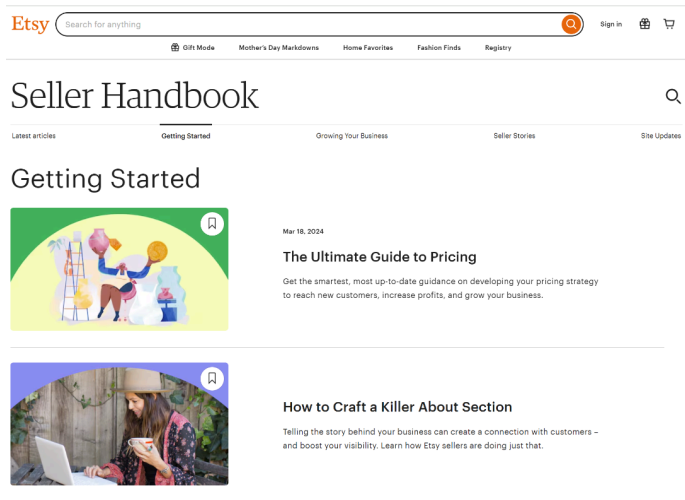 Etsy
Search for anything
Sign in
Gift Mode
Mother's Day Markdowns
Home Favorites
Fashion Finds
Registry
Seller Handbook
Latest articles
Getting Started
Growing Your Business
Seller Stories
Site Updates
Getting Started
Mar 18, 2024
The Ultimate Guide to Pricing
Get the smartest, most up-to-date guidance on developing your pricing strategy
to reach new customers, increase profits, and grow your business.
How to Craft a Killer About Section
Telling the story behind your business can create a connection with customers –
and boost your visibility. Learn how Etsy sellers are doing just that.